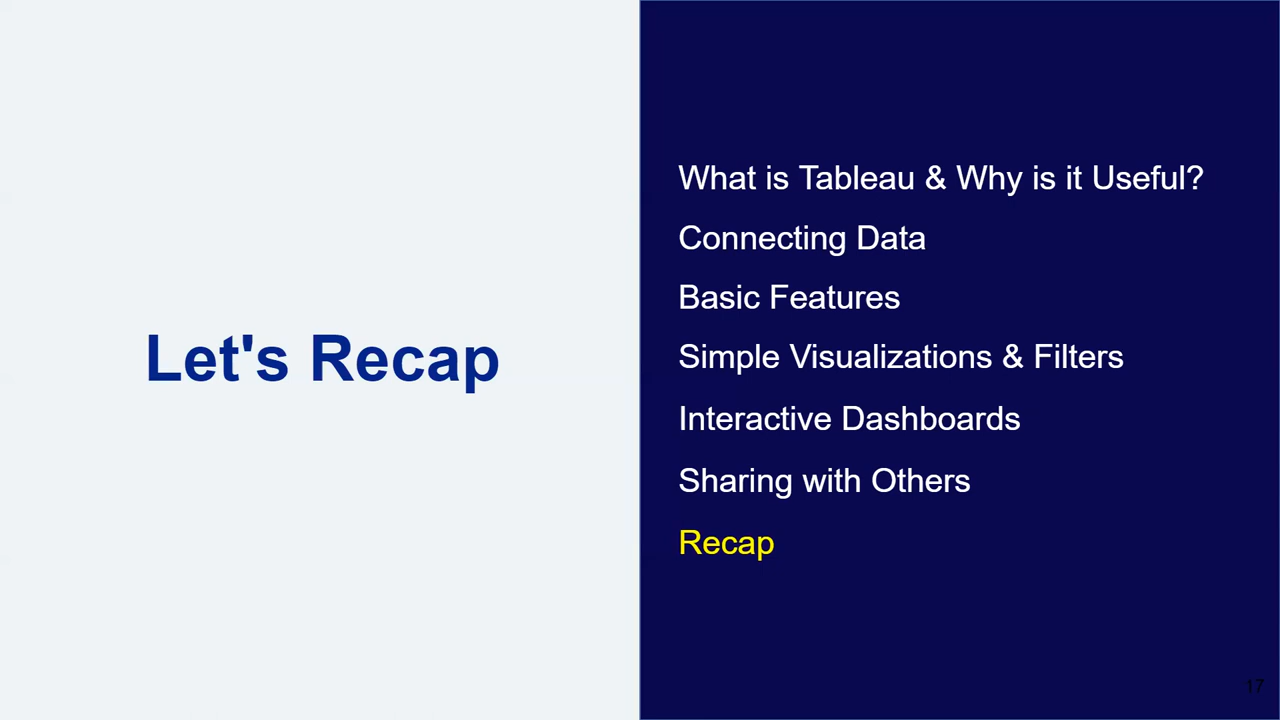 Let's Recap
What is Tableau & Why is it Useful?
Connecting Data
Basic Features
Simple Visualizations & Filters
Interactive Dashboards
Sharing with Others
Recap
17